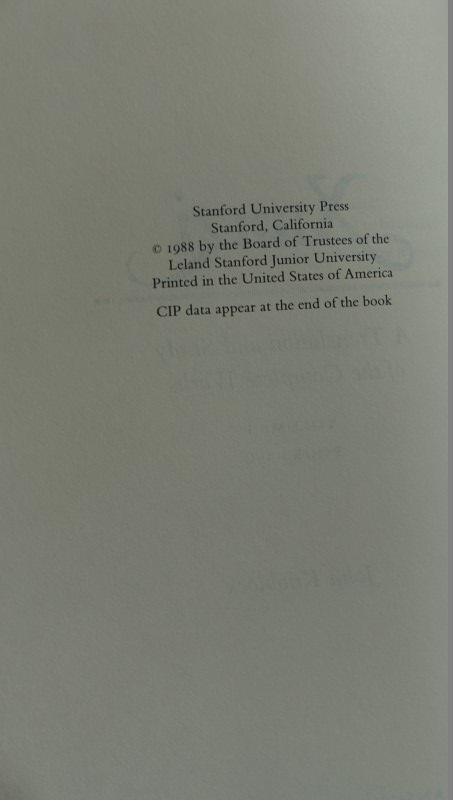 Stanford University Press
Stanford, California
© 1988 by the Board of Trustees of the
Leland Stanford Junior University
Printed in the United States of America
CIP data appear at the end of the book